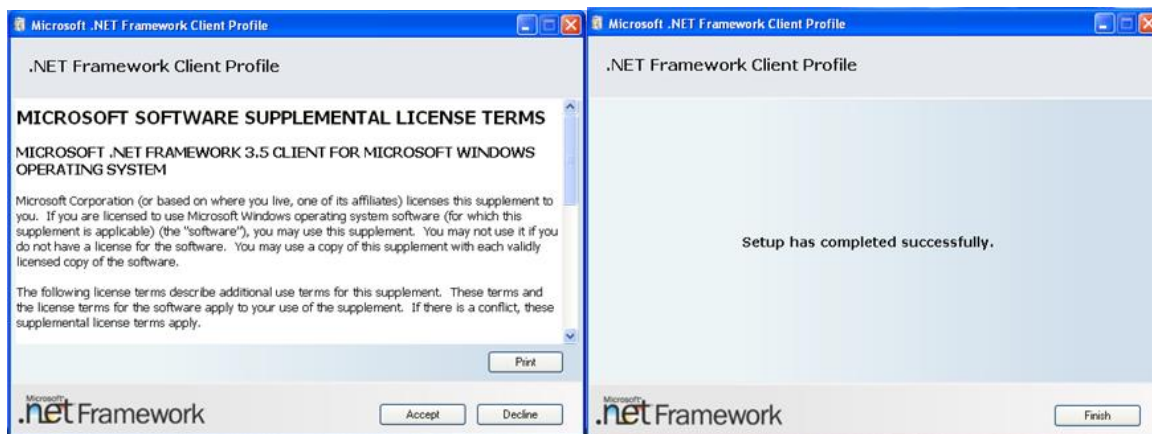 Microsoft .NET Framework Client Profile
.NET Framework Client Profile
MICROSOFT SOFTWARE SUPPLEMENTAL LICENSE TERMS
MICROSOFT .NET FRAMEWORK 3.5 CLIENT FOR MICROSOFT WINDOWS
OPERATING SYSTEM
Microsoft Corporation (or based on where you live, one of its affiliates) licenses this supplement to
you. If you are licensed to use Microsoft Windows operating system software (for which this
supplement is applicable) (the "software"), you may use this supplement. You may not use it if you
do not have a license for the software. You may use a copy of this supplement with each validly
licensed copy of the software.
The following license terms describe additional use terms for this supplement. These terms and
the license terms for the software apply to your use of the supplement. If there is a conflict, these
supplemental license terms apply.
Print
Microsoft
.net Framework
Accept
Decline
Microsoft .NET Framework Client Profile
.NET Framework Client Profile
Setup has completed successfully.
Microsoft
.net Framework
Finish